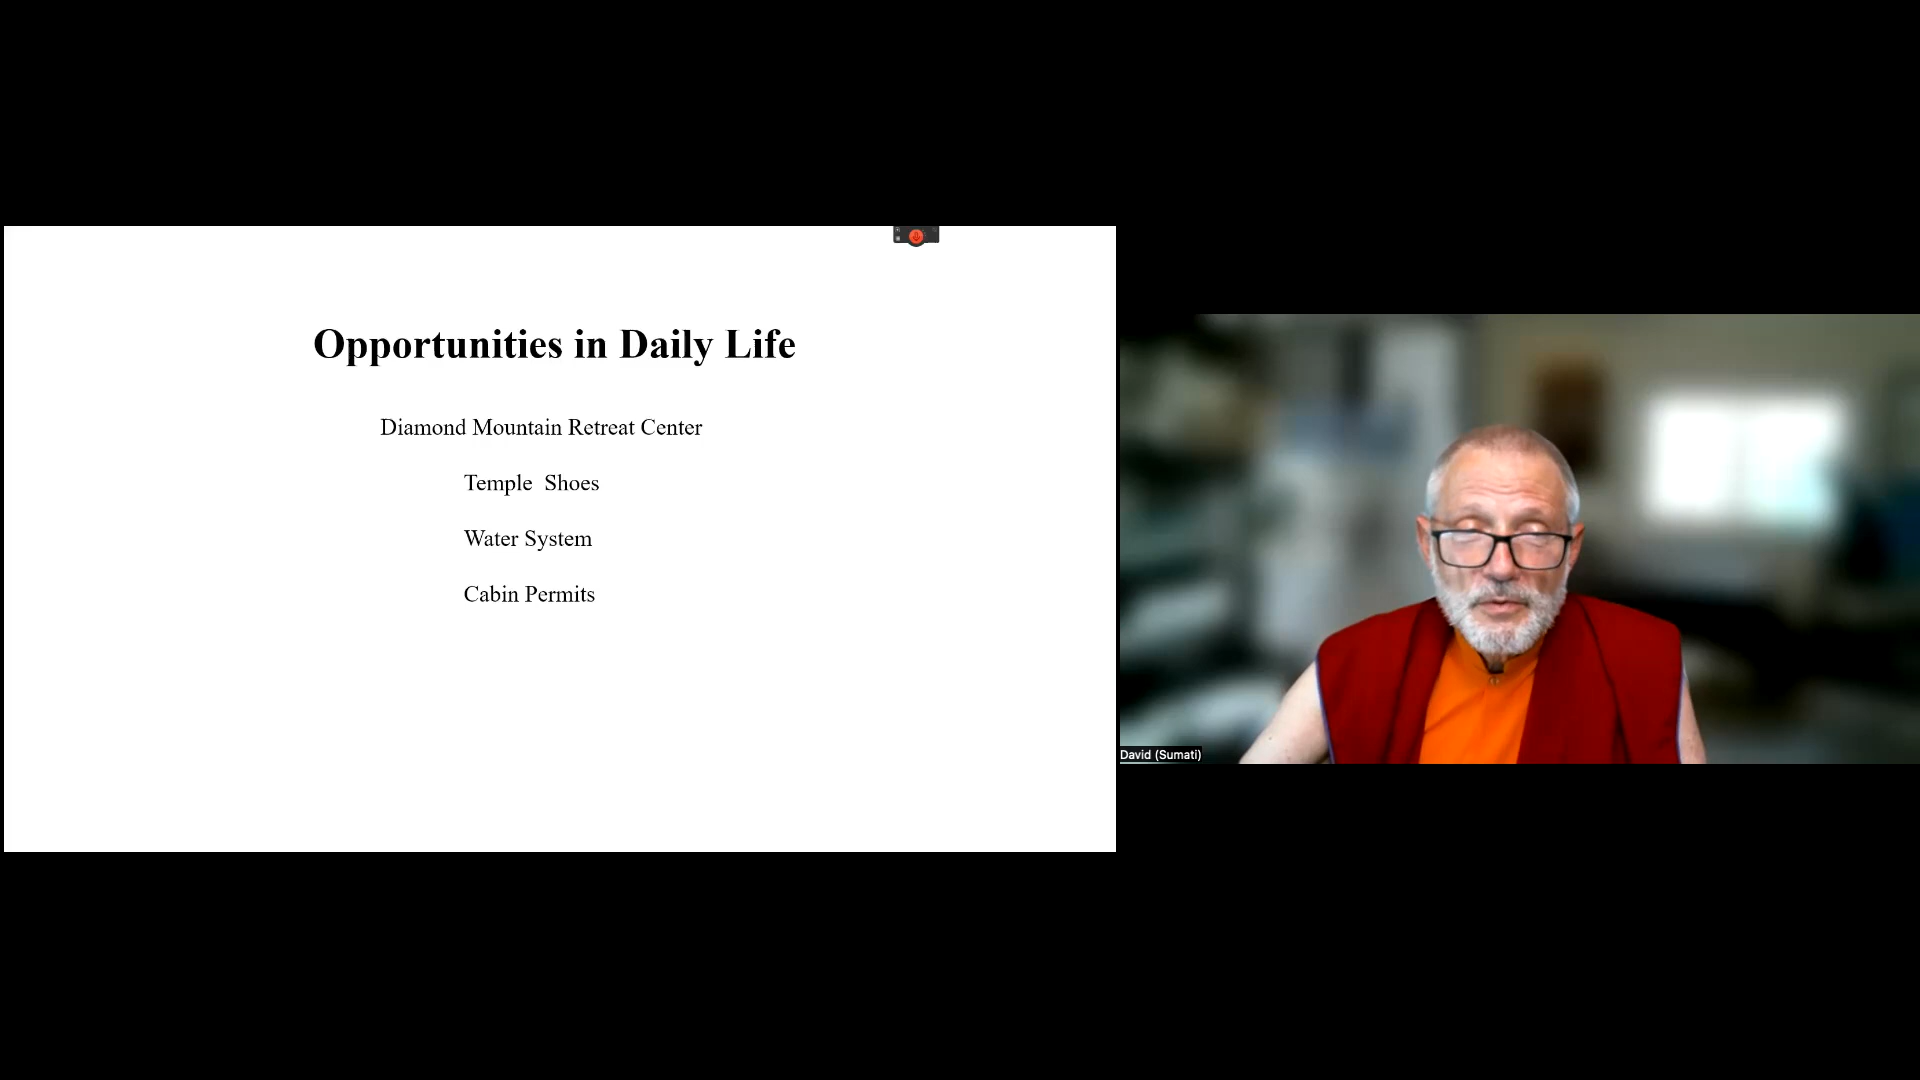 Opportunities in Daily Life
Diamond Mountain Retreat Center
Temple  Shoes
Water System
Cabin Permits
David (Sumati)